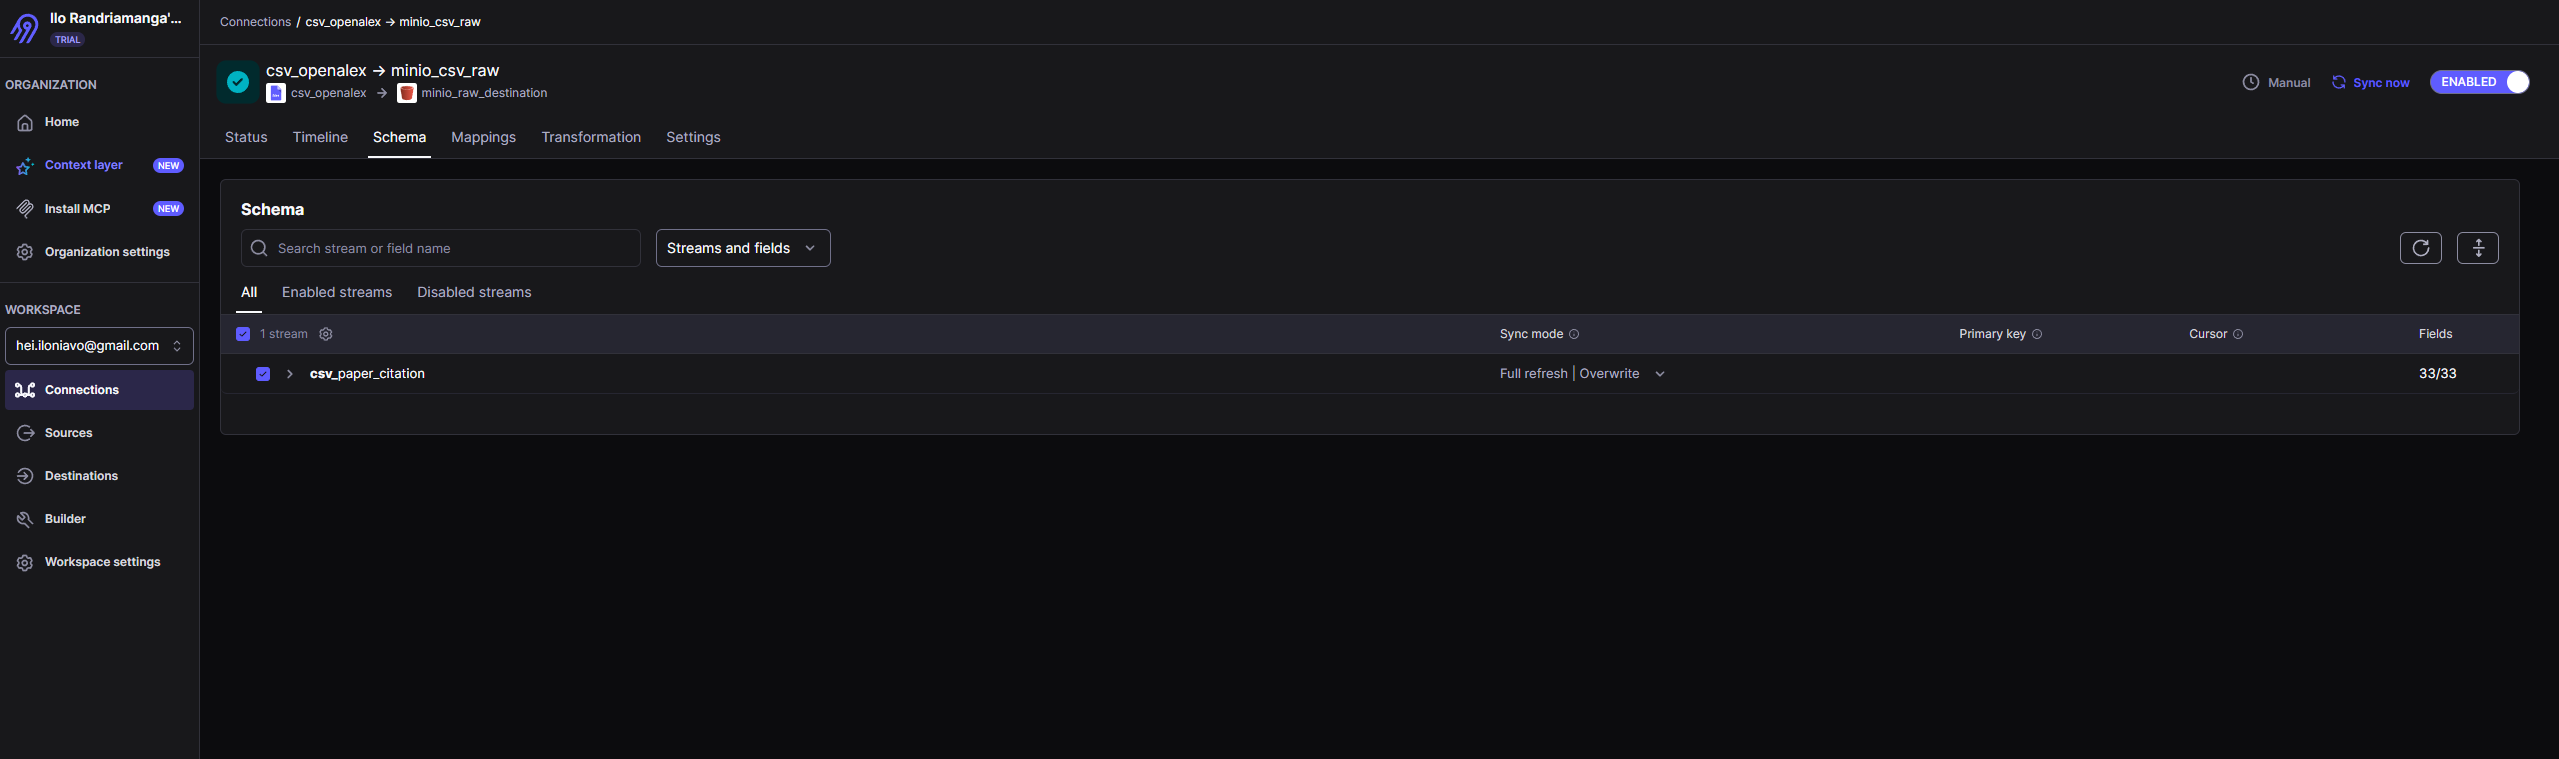 Ilo Randriamanga'...
TRIAL
ORGANIZATION
Home
Context layer NEW
Install MCP NEW
Organization settings
WORKSPACE
hei.iloniavo@gmail.com
Connections
Sources
Destinations
Builder
Workspace settings
Connections / csv_openalex → minio_csv_raw
csv_openalex → minio_csv_raw
csv_openalex → minio_raw_destination
Manual Sync now ENABLED
Status Timeline Schema Mappings Transformation Settings
Schema
Search stream or field name Streams and fields
All Enabled streams Disabled streams
1 stream Sync mode Primary key Cursor Fields
csv_paper_citation Full refresh | Overwrite 33/33